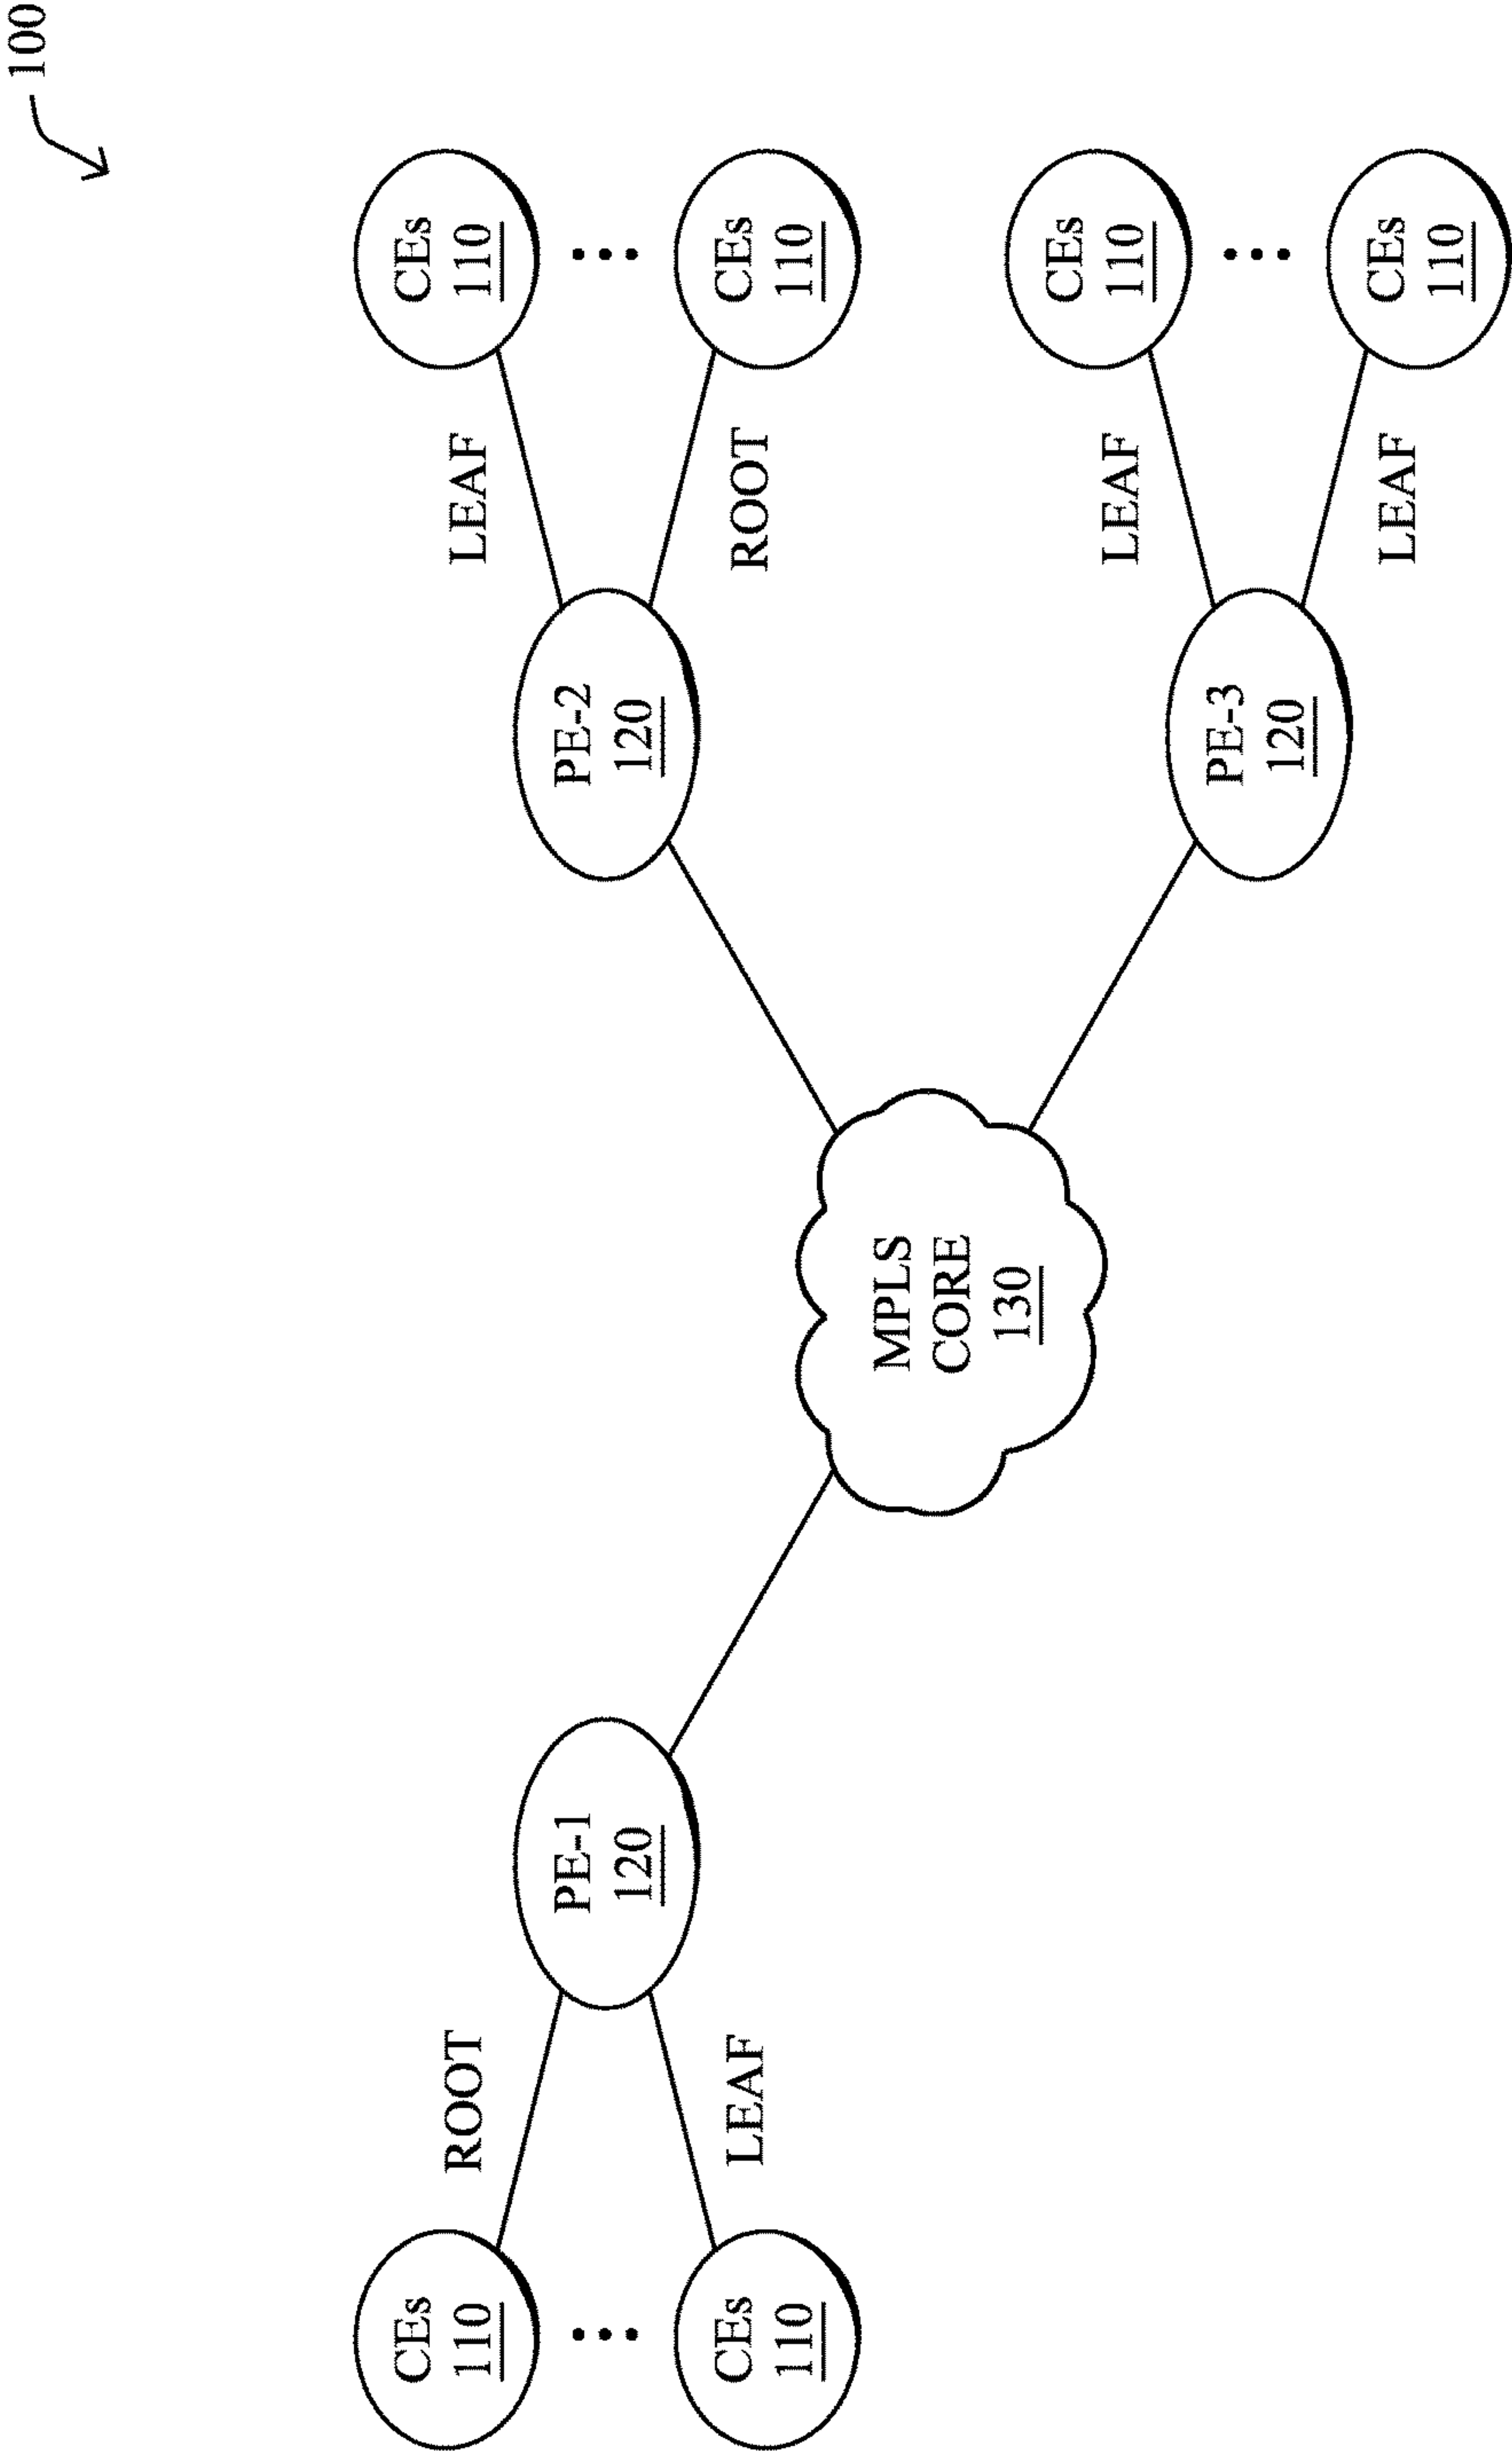 100
CEs
110
ROOT
CEs
110
LEAF
PE-1
120
MPLS
CORE
130
PE-2
120
LEAF
CEs
110
ROOT
CEs
110
PE-3
120
LEAF
CEs
110
LEAF
CEs
110